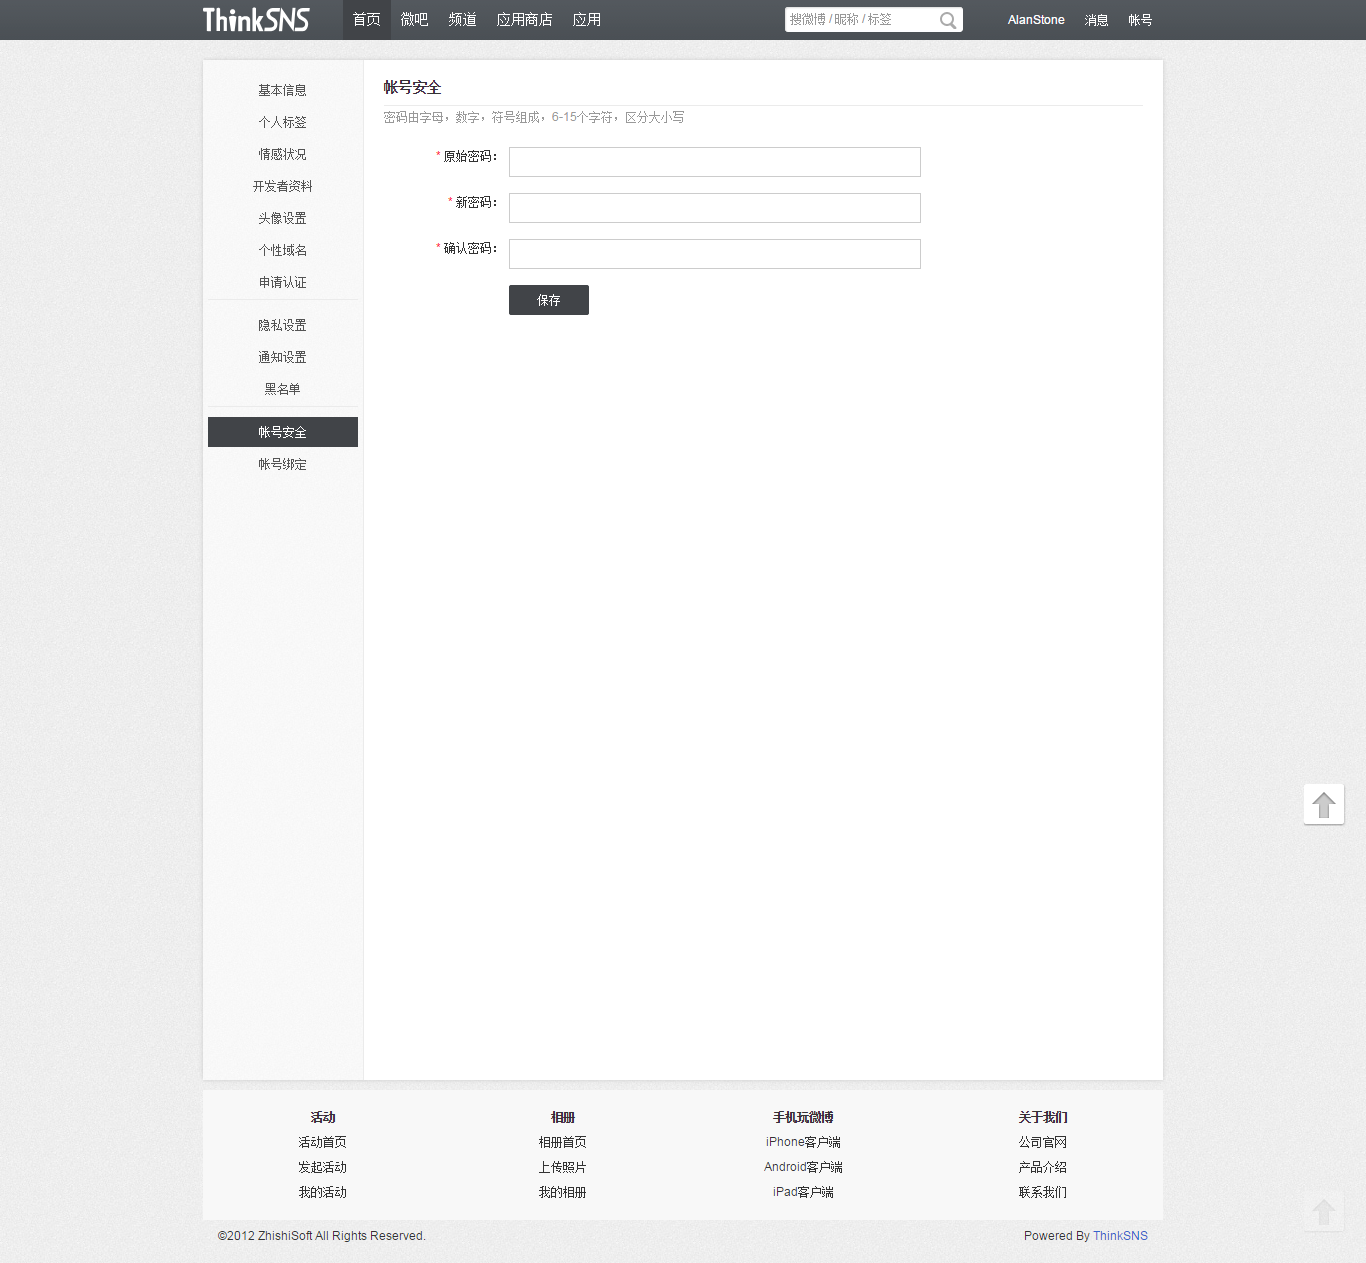 ThinkSNS 首页 微吧 频道 应用商店 应用 搜微博 / 昵称 / 标签 AlanStone 消息 帐号
基本信息
个人标签
情感状况
开发者资料
头像设置
个性域名
申请认证
隐私设置
通知设置
黑名单
帐号安全
帐号绑定
帐号安全
密码由字母，数字，符号组成，6-15个字符，区分大小写
* 原始密码：
* 新密码：
* 确认密码：
保存
活动 相册 手机玩微博 关于我们
活动首页 相册首页 iPhone客户端 公司官网
发起活动 上传照片 Android客户端 产品介绍
我的活动 我的相册 iPad客户端 联系我们
©2012 ZhishiSoft All Rights Reserved. Powered By ThinkSNS